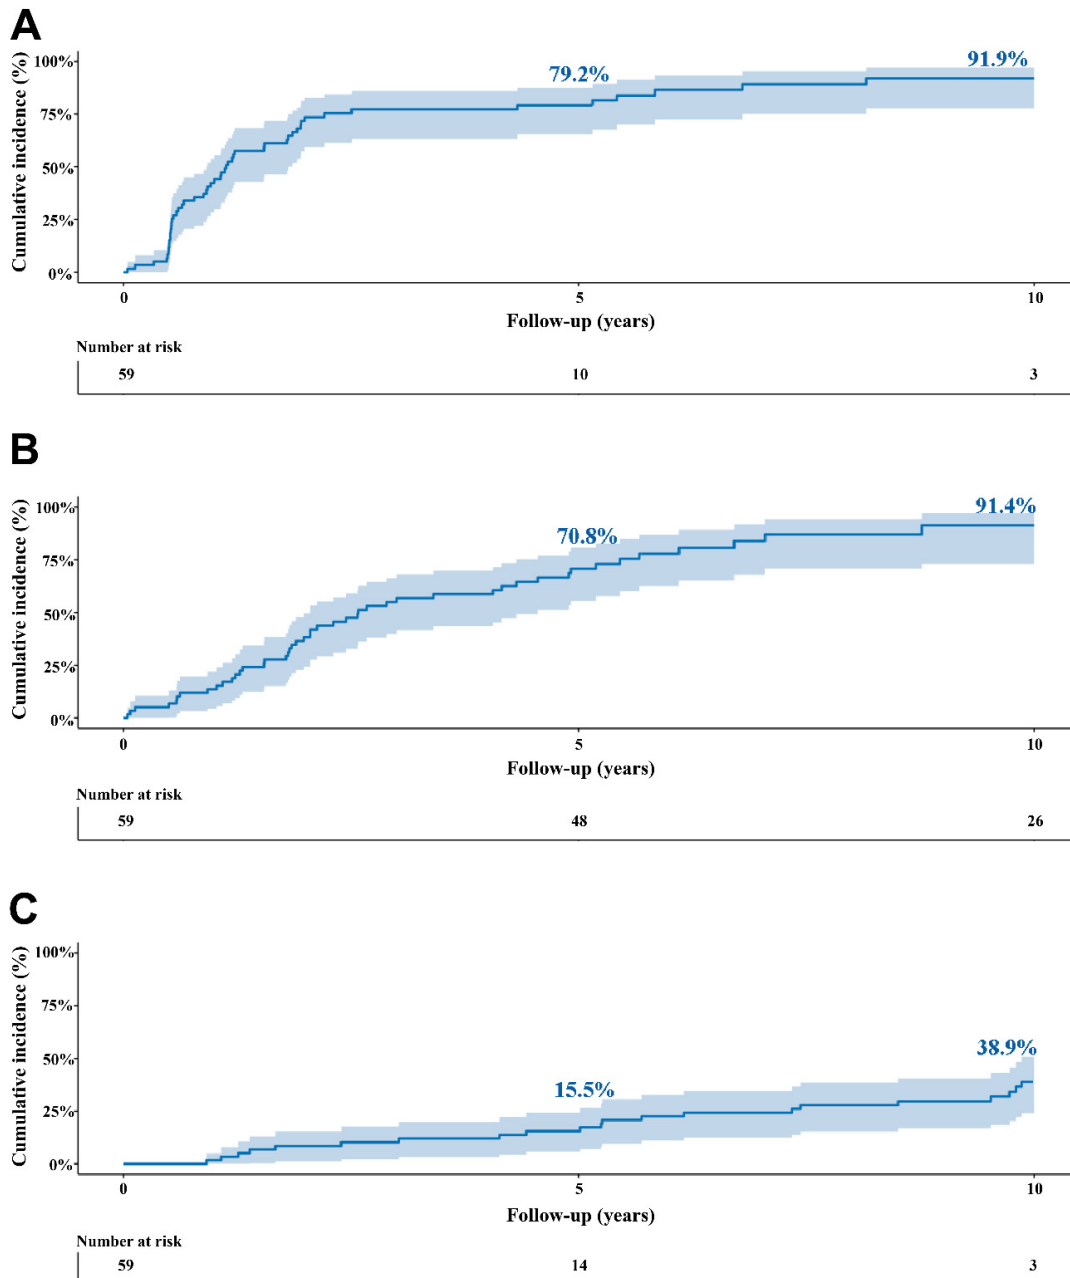 A
Cumulative incidence (%)
100%
75%
50%
25%
0%
79.2%
91.9%
0 5 10
Follow-up (years)
Number at risk
59 10 3
B
Cumulative incidence (%)
100%
75%
50%
25%
0%
70.8%
91.4%
0 5 10
Follow-up (years)
Number at risk
59 48 26
C
Cumulative incidence (%)
100%
75%
50%
25%
0%
15.5%
38.9%
0 5 10
Follow-up (years)
Number at risk
59 14 3